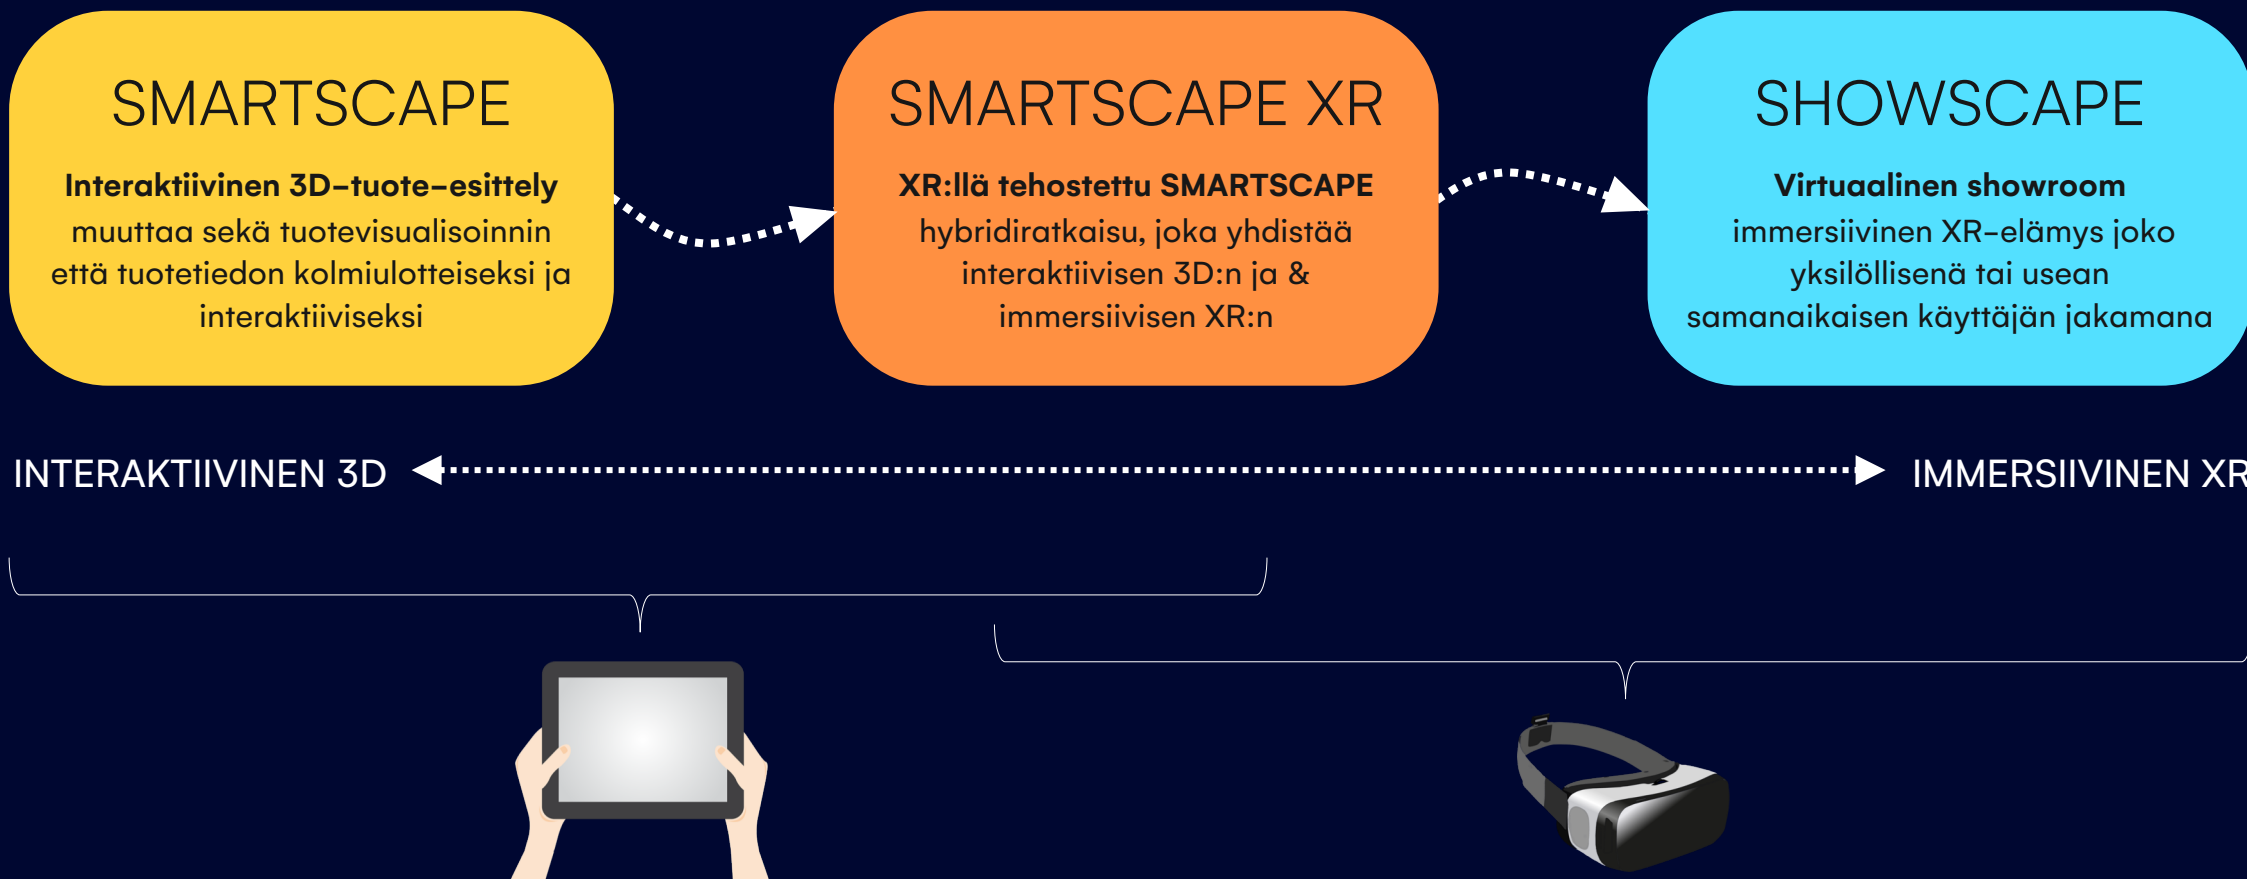 SMARTSCAPE
Interaktiivinen 3D-tuote-esittely
muuttaa sekä tuotevisualisoinnin
että tuotetiedon kolmiulotteiseksi ja
interaktiiviseksi
SMARTSCAPE XR
XR:llä tehostettu SMARTSCAPE
hybridiratkaisu, joka yhdistää
interaktiivisen 3D:n ja &
immersiivisen XR:n
SHOWSCAPE
Virtuaalinen showroom
immersiivinen XR-elämys joko
yksilöllisenä tai usean
samanaikaisen käyttäjän jakamana
INTERAKTIIVINEN 3D
IMMERSIIVINEN XR